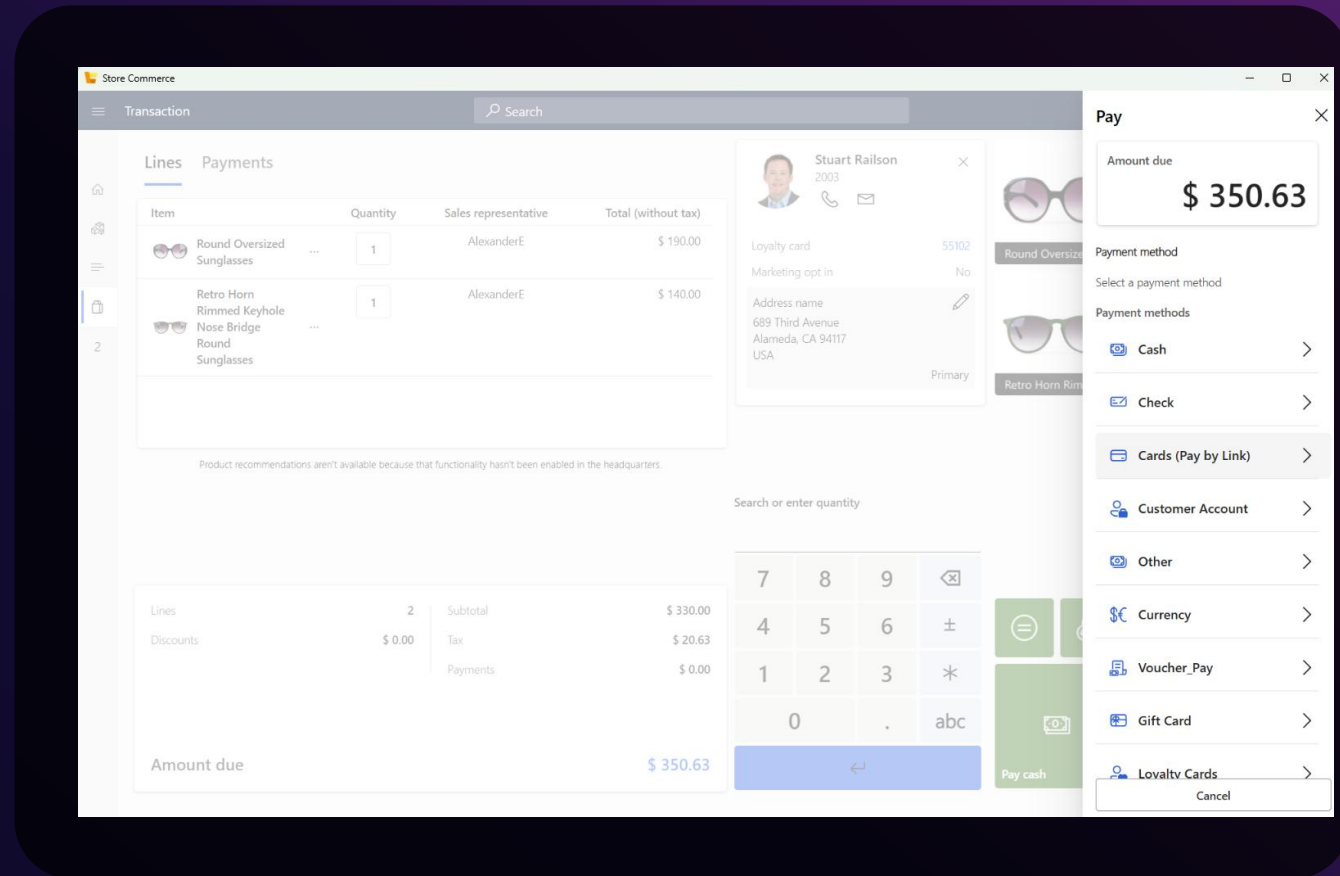 Store Commerce
Transaction
Search
Lines Payments
Item Quantity Sales representative Total (without tax)
Round Oversized
Sunglasses
...
1
AlexanderE
$ 190.00
Retro Horn
Rimmed Keyhole
Nose Bridge
Round
Sunglasses
...
1
AlexanderE
$ 140.00
Product recommendations aren't available because that functionality hasn't been enabled in the headquarters.
Lines 2
Discounts $ 0.00
Subtotal $ 330.00
Tax $ 20.63
Payments $ 0.00
Amount due $ 350.63
2
Stuart Railson
2003
Loyalty card 55102
Marketing opt in No
Address name
689 Third Avenue
Alameda, CA 94117
USA
Primary
Search or enter quantity
7 8 9
4 5 6 ±
1 2 3 *
0 . abc
Round Oversize
Retro Horn Rim
Pay cash
Pay
Amount due
$ 350.63
Payment method
Select a payment method
Payment methods
Cash
Check
Cards (Pay by Link)
Customer Account
Other
$€ Currency
Voucher_Pay
Gift Card
Loyalty Cards
Cancel